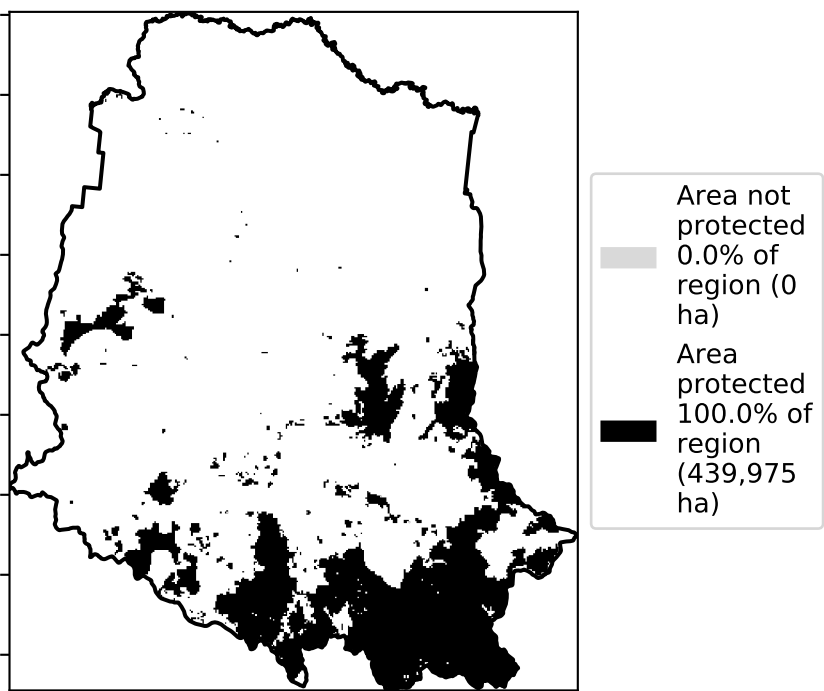 Area not
protected
0.0% of
region (0
ha)
Area
protected
100.0% of
region
(439,975
ha)